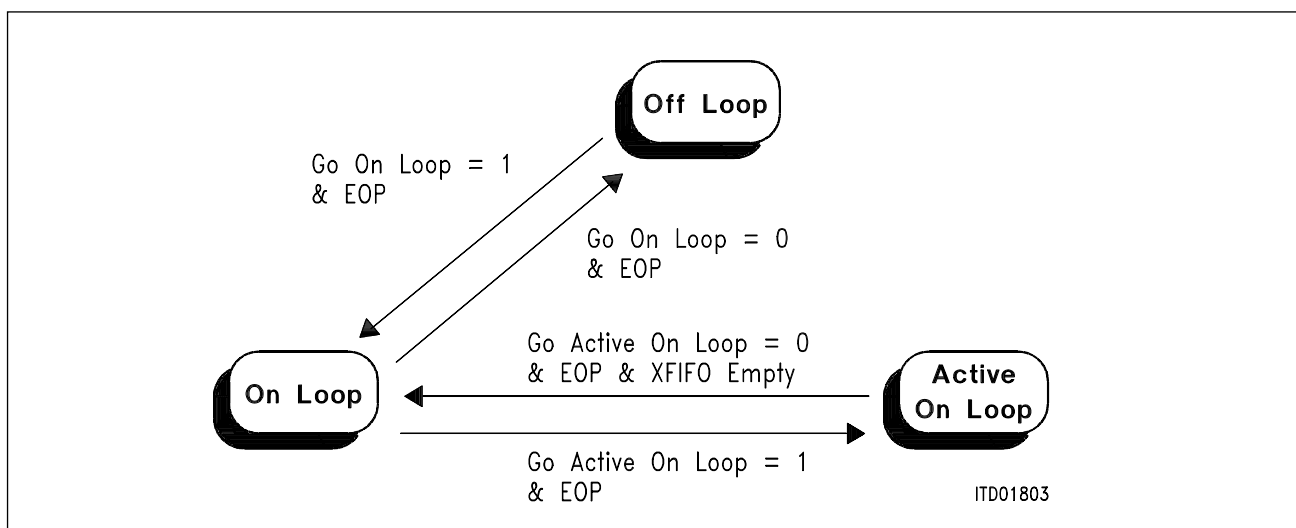 Off Loop
Go On Loop = 1
& EOP
Go On Loop = 0
& EOP
Go Active On Loop = 0
& EOP & XFIFO Empty
On Loop
Active
On Loop
Go Active On Loop = 1
& EOP
ITD01803